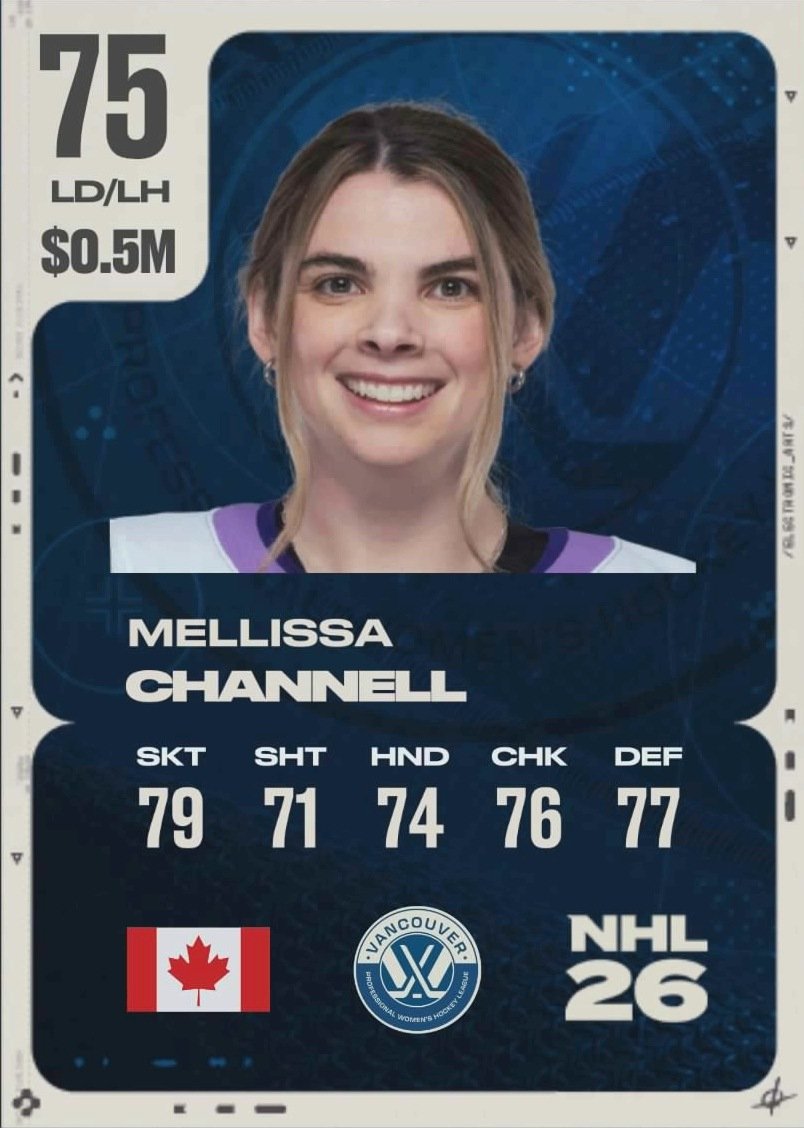 75
LD/LH
$0.5M
/ELECTRONIC_ARTS/
MELLISSA
CHANNELL
SKT SHT HND CHK DEF
79 71 74 76 77
VANCOUVER
PROFESSIONAL WOMEN'S HOCKEY LEAGUE
NHL
26